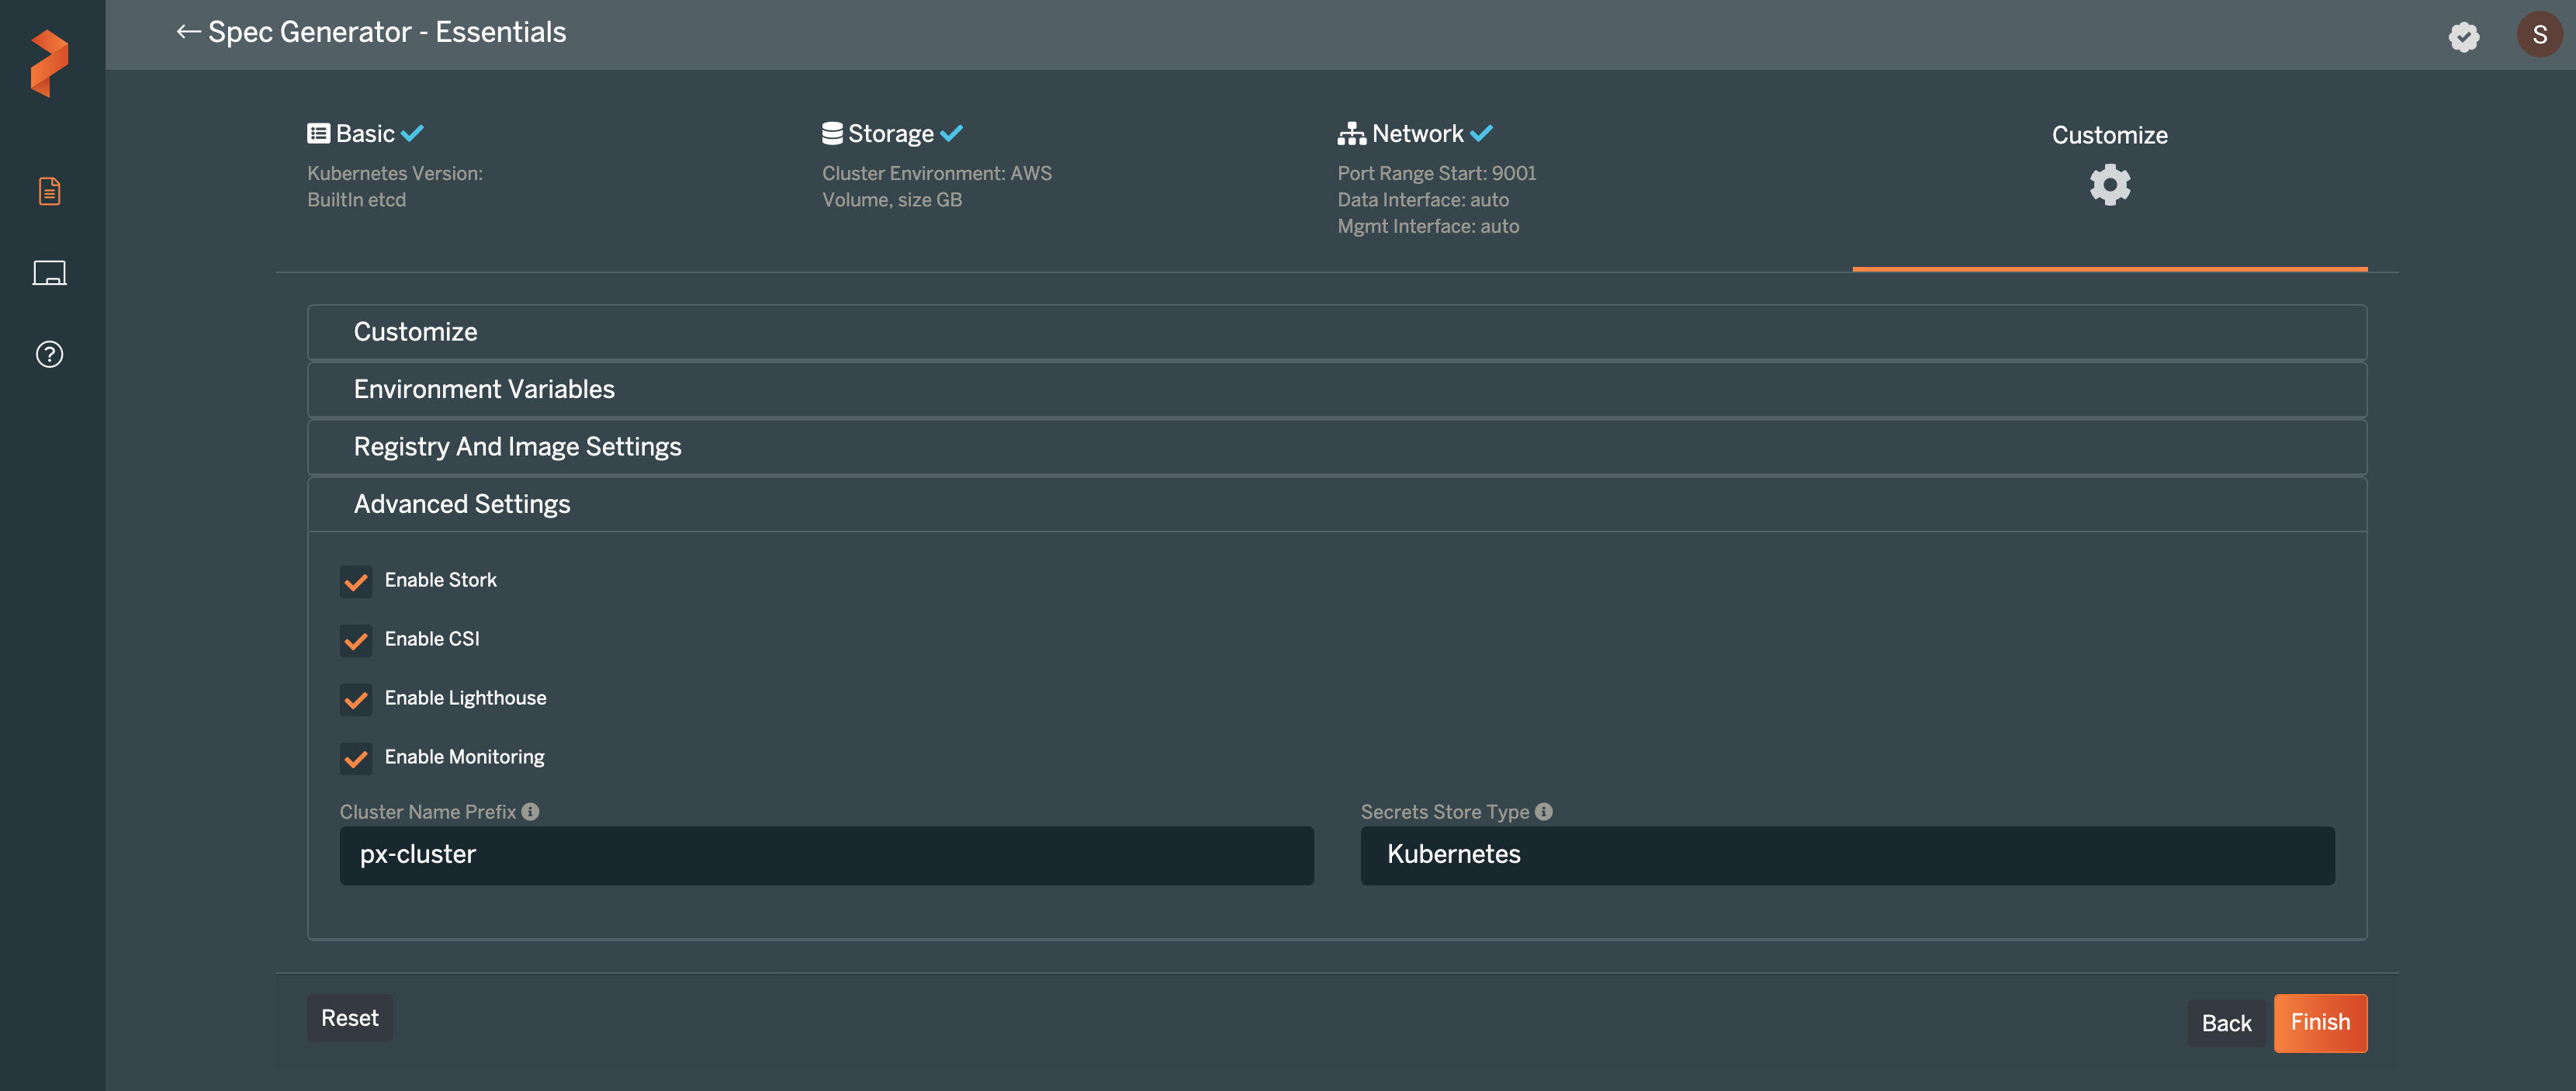 Spec Generator - Essentials
S
Basic
Kubernetes Version:
BuiltIn etcd
Storage
Cluster Environment: AWS
Volume, size GB
Network
Port Range Start: 9001
Data Interface: auto
Mgmt Interface: auto
Customize
Customize
Environment Variables
Registry And Image Settings
Advanced Settings
Enable Stork
Enable CSI
Enable Lighthouse
Enable Monitoring
Cluster Name Prefix
px-cluster
Secrets Store Type
Kubernetes
Reset
Back
Finish